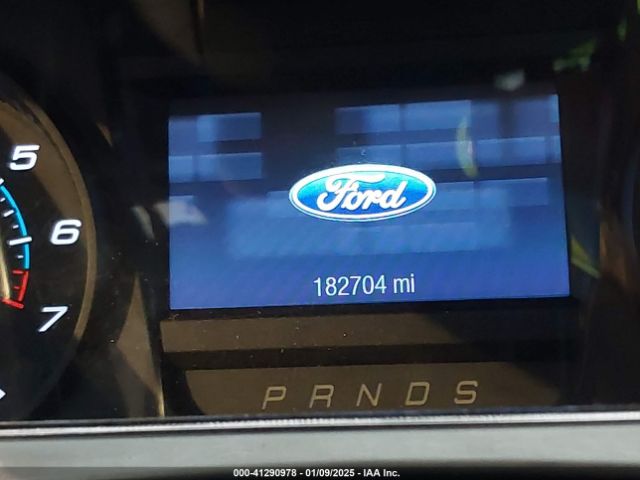 5
6
7
Ford
182704 mi
P R N D S
000-41290978 - 01/09/2025 - IAA Inc.